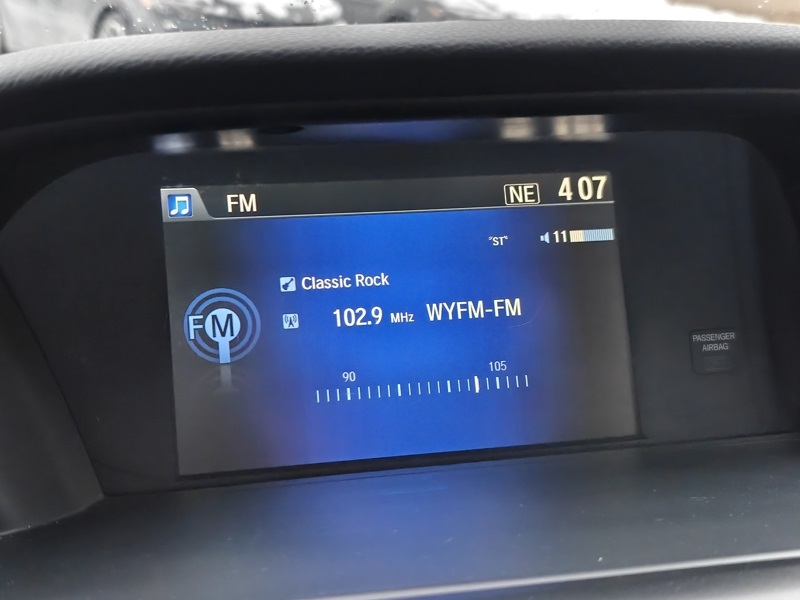 FM NE 4 07
"ST" 11
Classic Rock
FM 102.9 MHz WYFM-FM
90 105
PASSENGER
AIRBAG